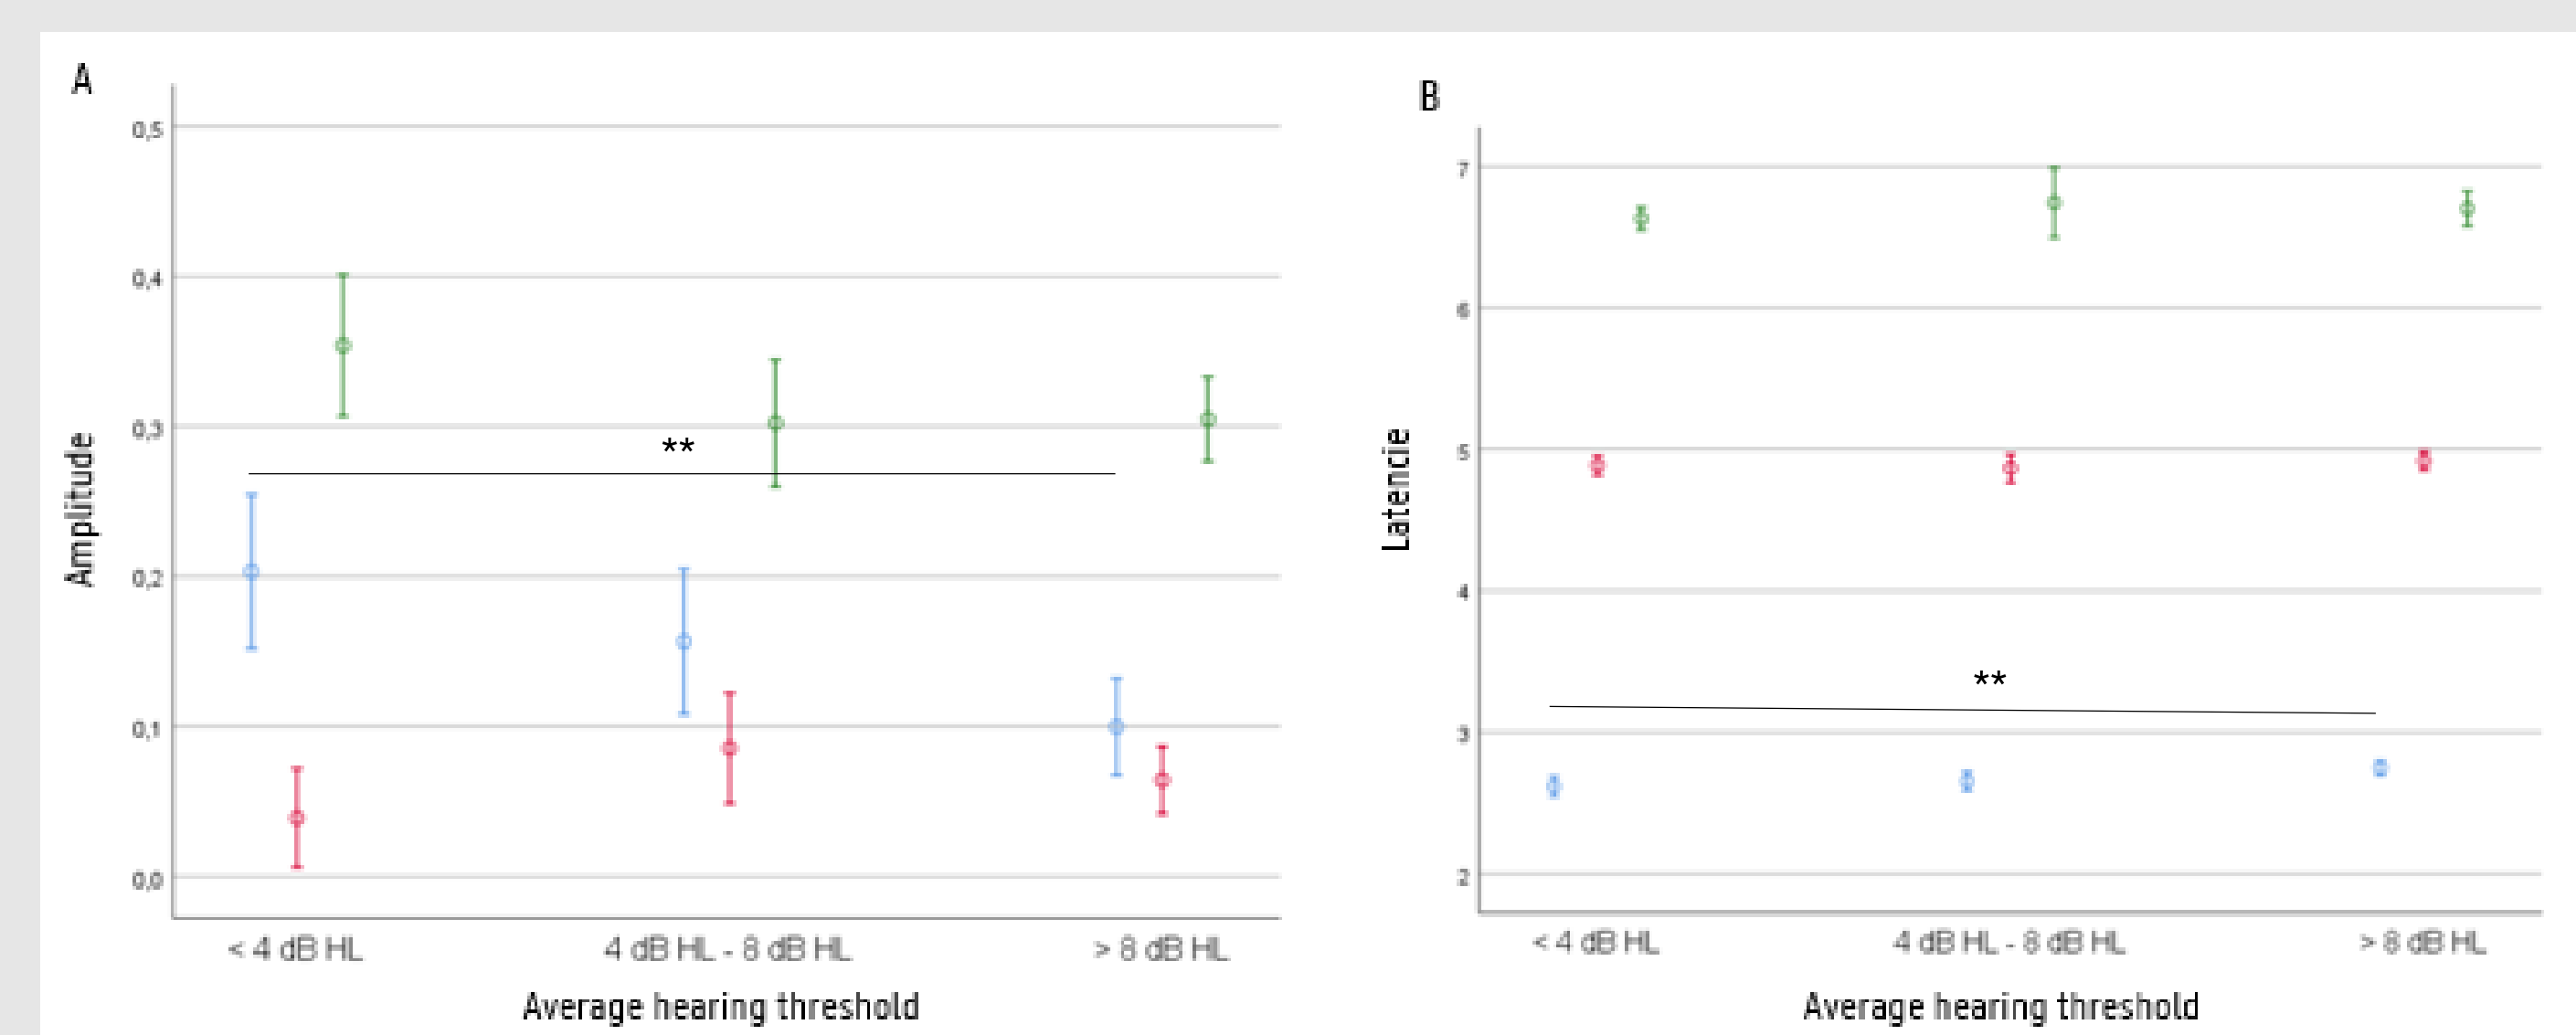 A
0,5
0,4
0,3
0,2
0,1
0,0
Amplitude
**
< 4 dB HL
4 dB HL - 8 dB HL
> 8 dB HL
Average hearing threshold
B
7
6
5
4
3
2
Latencie
**
< 4 dB HL
4 dB HL - 8 dB HL
> 8 dB HL
Average hearing threshold